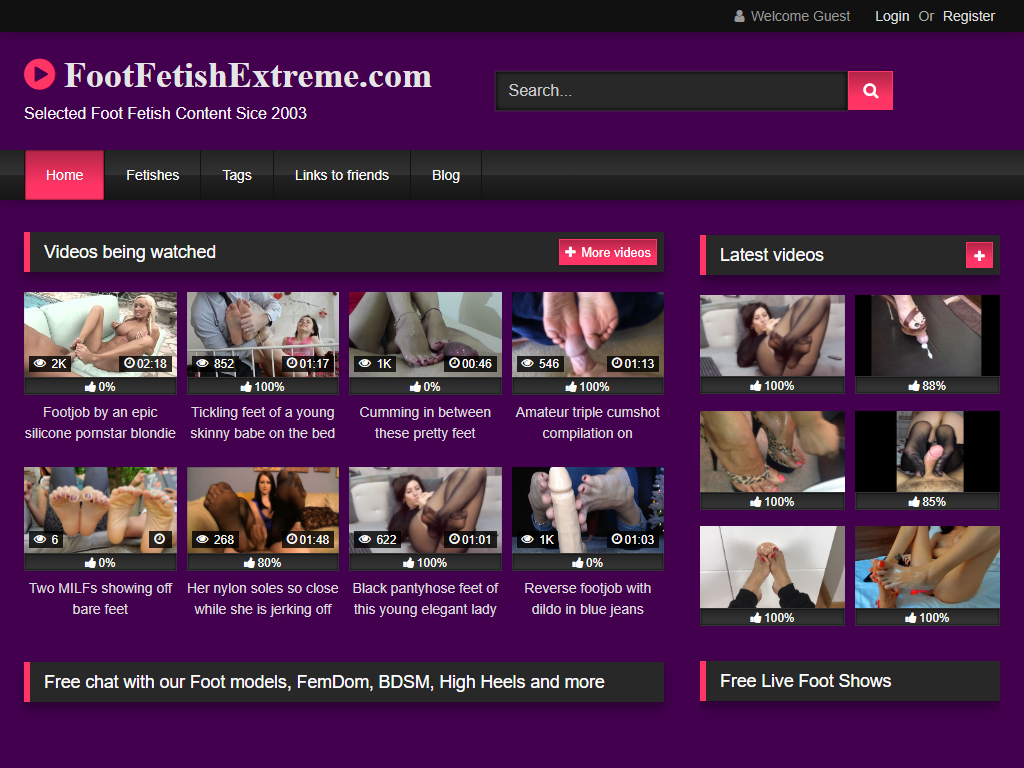 Welcome Guest Login Or Register
FootFetishExtreme.com
Selected Foot Fetish Content Sice 2003
Search...
Home Fetishes Tags Links to friends Blog
Videos being watched
More videos
2K 02:18
0%
Footjob by an epic
silicone pornstar blondie
852 01:17
100%
Tickling feet of a young
skinny babe on the bed
1K 00:46
0%
Cumming in between
these pretty feet
546 01:13
100%
Amateur triple cumshot
compilation on
6
0%
Two MILFs showing off
bare feet
268 01:48
80%
Her nylon soles so close
while she is jerking off
622 01:01
100%
Black pantyhose feet of
this young elegant lady
1K 01:03
0%
Reverse footjob with
dildo in blue jeans
Free chat with our Foot models, FemDom, BDSM, High Heels and more
Latest videos
100%
88%
100%
85%
100%
100%
Free Live Foot Shows